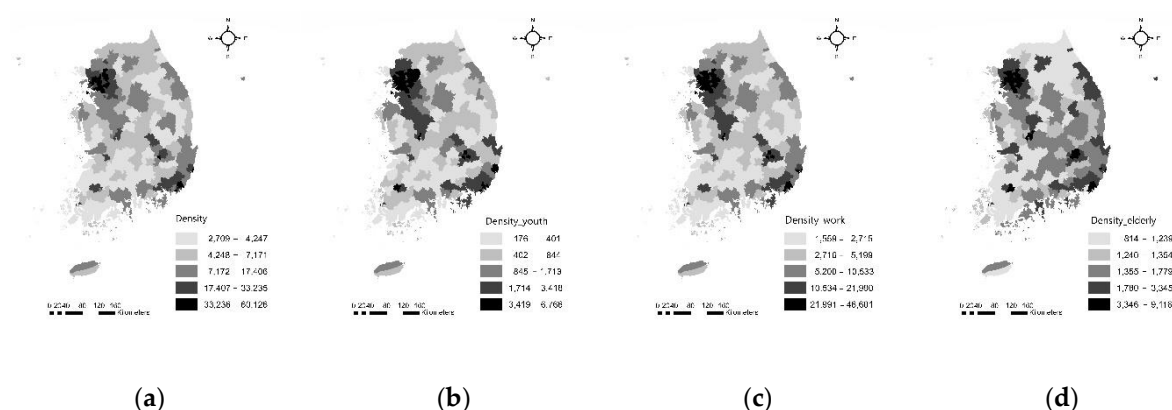 N
N
N
N
Density
2,709 – 4,247
4,248 – 7,171
7,172 17,406
17,407 – 33,235
33,236 60,126
Kilometers
Density_youth
176 401
402 844
845 – 1,713
1,714 3,418
3,419 6,768
Kilometers
Density_work
1,559 – 2,715
2,716 – 5,199
5,200 – 10,533
10,534 – 21,990
21,991 – 46,601
Kilometers
Density_elderly
814 – 1,239
1,240 1,354
1,355 – 1,779
1,780 – 3,345
3,346 – 9,116
Kilometers
(a)
(b)
(c)
(d)